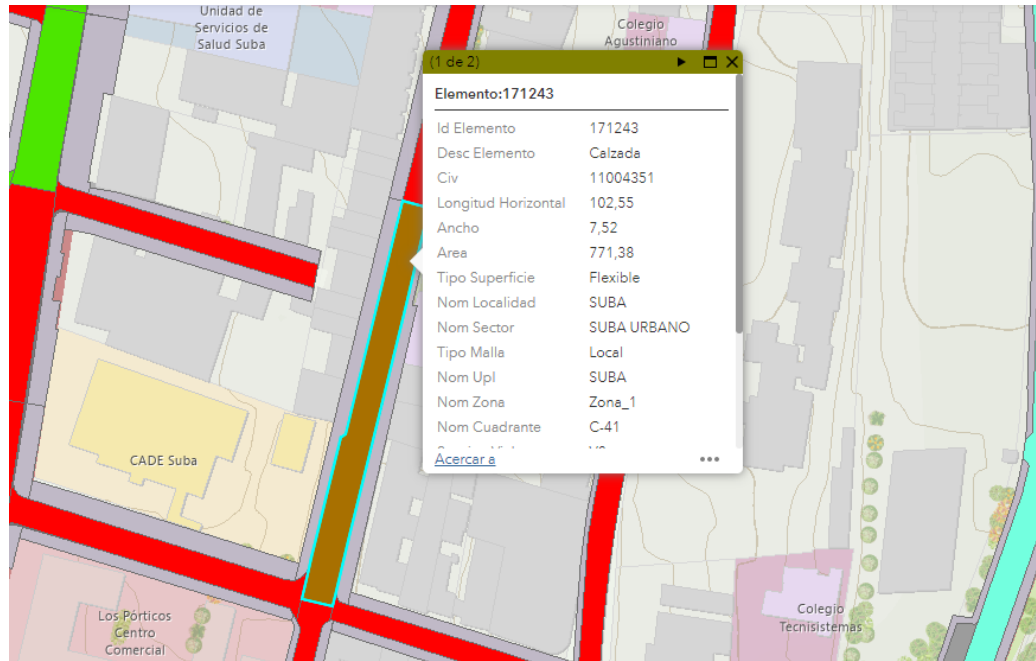 Unidad de
Servicios de
Salud Suba
Colegio
Agustiniano
(1 de 2)
Elemento:171243
Id Elemento 171243
Desc Elemento Calzada
Civ 11004351
Longitud Horizontal 102,55
Ancho 7,52
Area 771,38
Tipo Superficie Flexible
Nom Localidad SUBA
Nom Sector SUBA URBANO
Tipo Malla Local
Nom Upl SUBA
Nom Zona Zona_1
Nom Cuadrante C-41
Acercar a
CADE Suba
Los Pórticos
Centro
Comercial
Colegio
Tecnisistemas